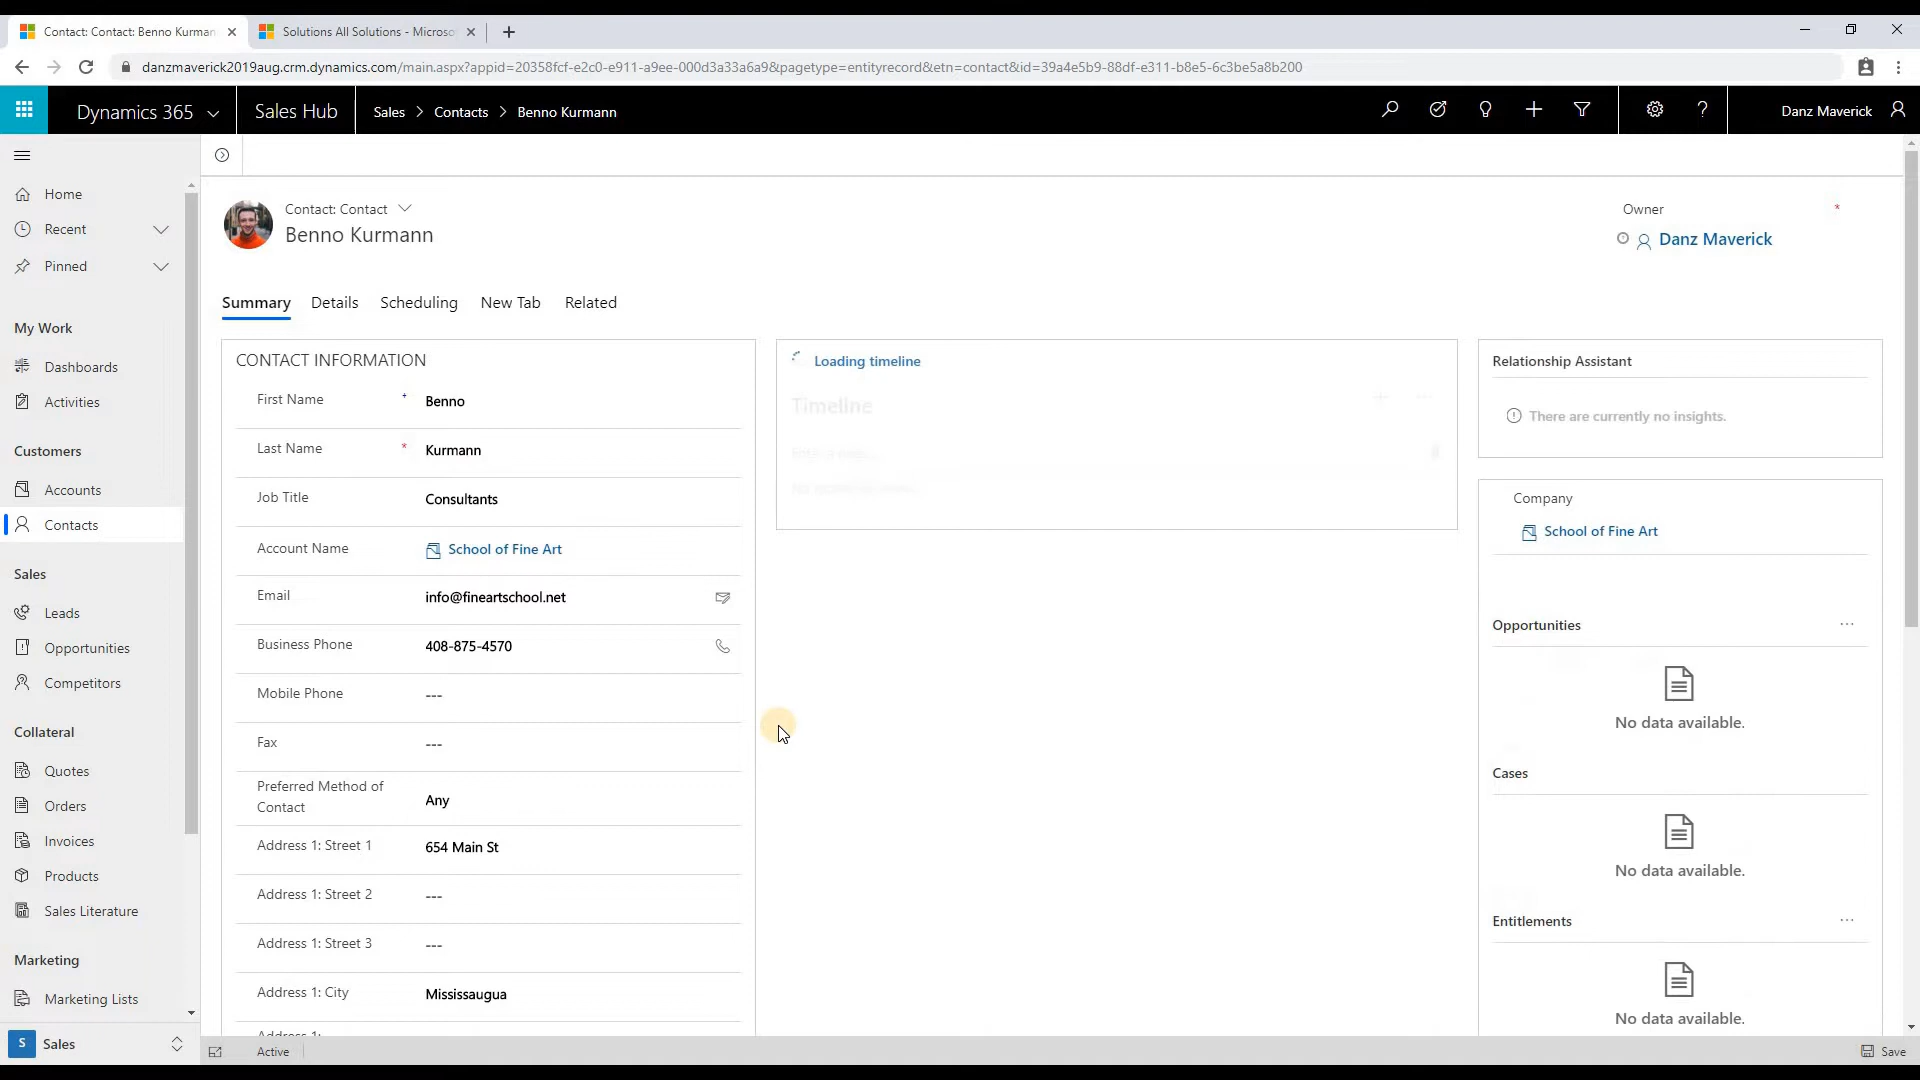 Contact: Contact: Benno Kurman
Solutions All Solutions - Microso
danzmaverick2019aug.crm.dynamics.com/main.aspx?appid=20358fcf-e2c0-e911-a9ee-000d3a33a6a9&pagetype=entityrecord&etn=contact&id=39a4e5b9-88df-e311-b8e5-6c3be5a8b200
Dynamics 365
Sales Hub
Sales > Contacts > Benno Kurmann
Danz Maverick
Home
Recent
Pinned
My Work
Dashboards
Activities
Customers
Accounts
Contacts
Sales
Leads
Opportunities
Competitors
Collateral
Quotes
Orders
Invoices
Products
Sales Literature
Marketing
Marketing Lists
S Sales
Contact: Contact
Benno Kurmann
Owner *
Danz Maverick
Summary Details Scheduling New Tab Related
CONTACT INFORMATION
First Name + Benno
Last Name * Kurmann
Job Title Consultants
Account Name School of Fine Art
Email info@fineartschool.net
Business Phone 408-875-4570
Mobile Phone ---
Fax ---
Preferred Method of
Contact
Any
Address 1: Street 1 654 Main St
Address 1: Street 2 ---
Address 1: Street 3 ---
Address 1: City Mississaugua
Address 1:
Loading timeline
Timeline
Relationship Assistant
There are currently no insights.
Company
School of Fine Art
Opportunities ...
No data available.
Cases
No data available.
Entitlements ...
No data available.
Active
Save